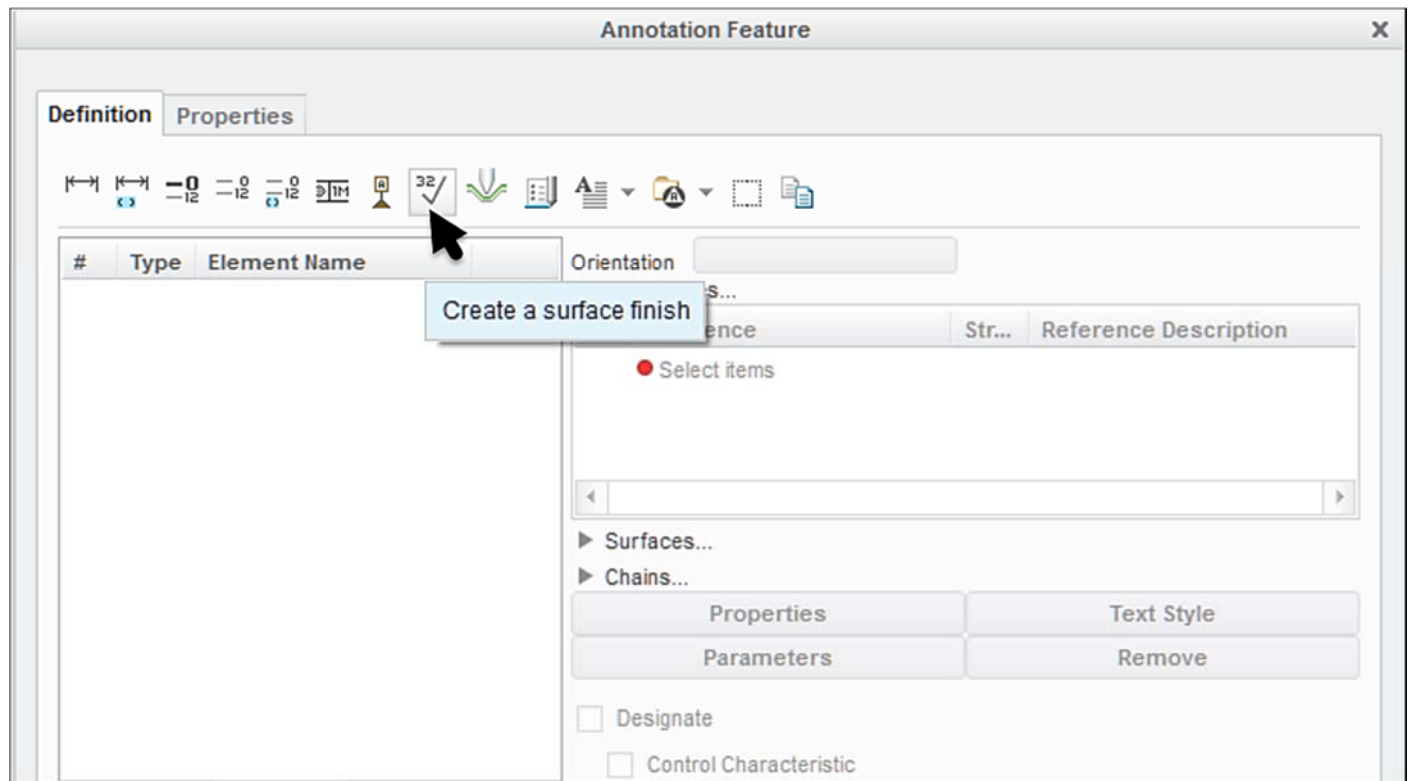 Annotation Feature
Definition Properties
32
# Type Element Name
Orientation
s...
Create a surface finish
ence Str... Reference Description
Select items
Surfaces...
Chains...
Properties Text Style
Parameters Remove
Designate
Control Characteristic